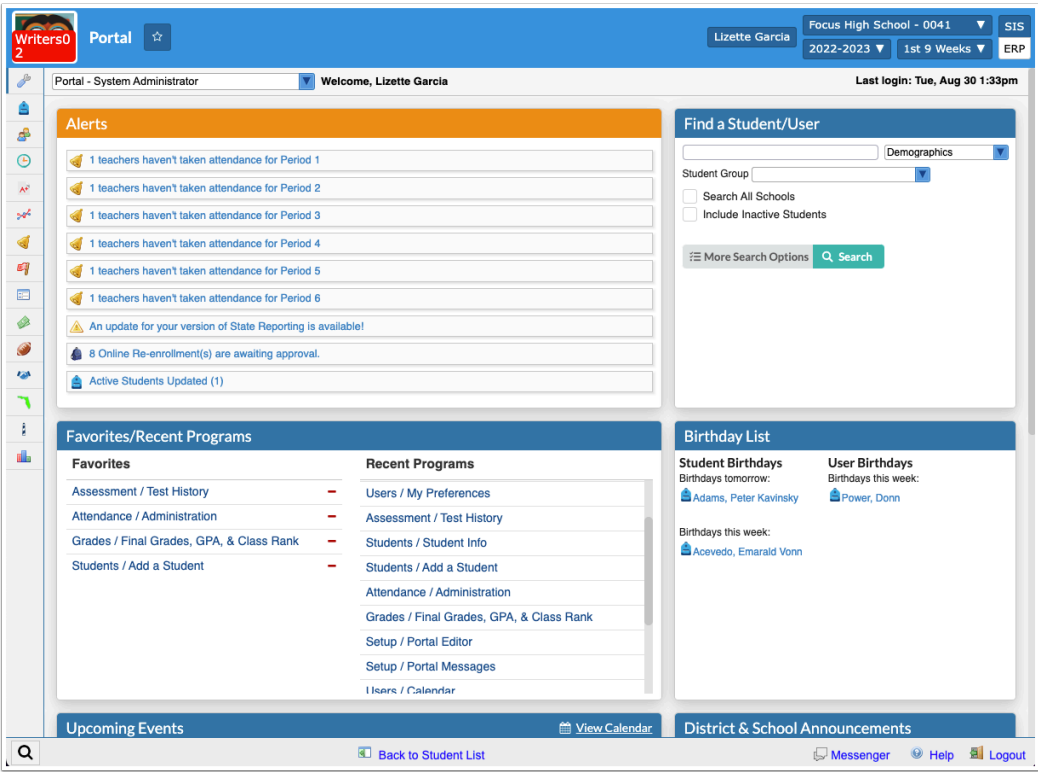 Writers0
2
Portal
Lizette Garcia
Focus High School - 0041
SIS
2022-2023
1st 9 Weeks
ERP
Portal - System Administrator
Welcome, Lizette Garcia
Last login: Tue, Aug 30 1:33pm
Alerts
1 teachers haven't taken attendance for Period 1
1 teachers haven't taken attendance for Period 2
1 teachers haven't taken attendance for Period 3
1 teachers haven't taken attendance for Period 4
1 teachers haven't taken attendance for Period 5
1 teachers haven't taken attendance for Period 6
An update for your version of State Reporting is available!
8 Online Re-enrollment(s) are awaiting approval.
Active Students Updated (1)
Find a Student/User
Demographics
Student Group
Search All Schools
Include Inactive Students
More Search Options
Search
Favorites/Recent Programs
Favorites
Assessment / Test History
Attendance / Administration
Grades / Final Grades, GPA, & Class Rank
Students / Add a Student
Recent Programs
Users / My Preferences
Assessment / Test History
Students / Student Info
Students / Add a Student
Attendance / Administration
Grades / Final Grades, GPA, & Class Rank
Setup / Portal Editor
Setup / Portal Messages
Users / Calendar
Birthday List
Student Birthdays
Birthdays tomorrow:
Adams, Peter Kavinsky
Birthdays this week:
Acevedo, Emarald Vonn
User Birthdays
Birthdays this week:
Power, Donn
Upcoming Events
View Calendar
District & School Announcements
Back to Student List
Messenger
Help
Logout